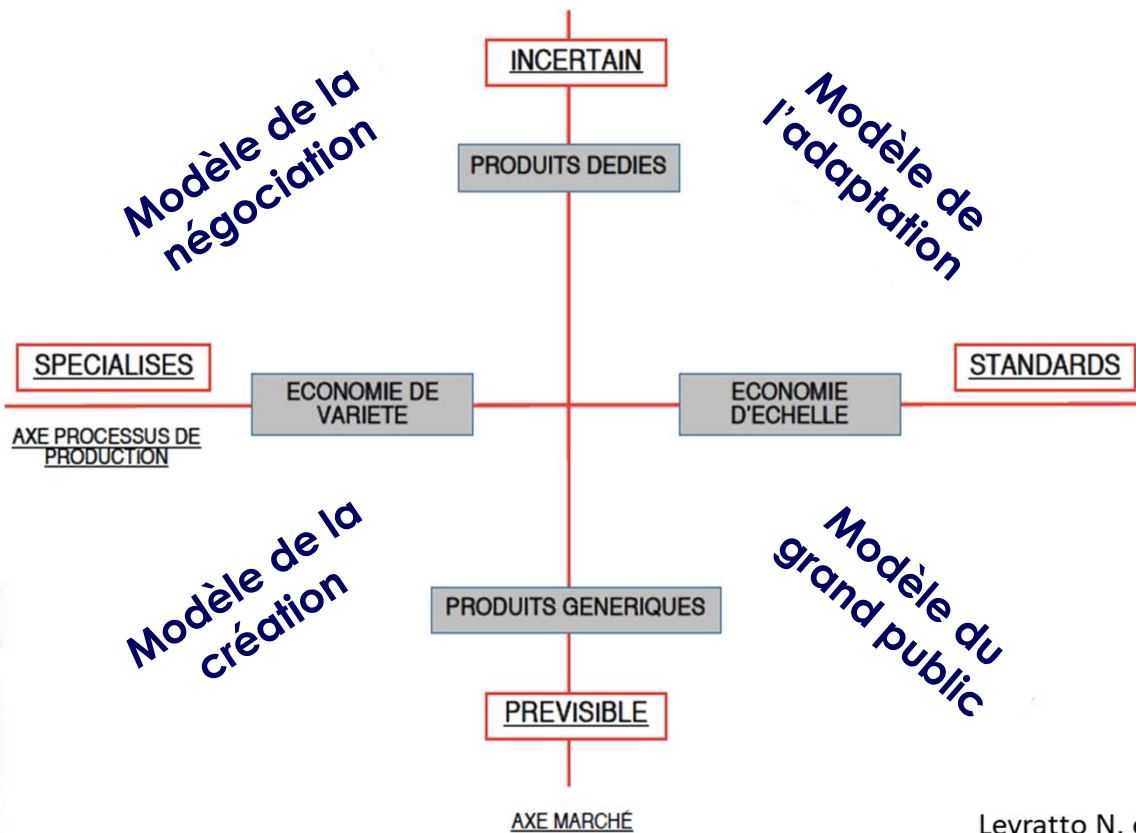 INCERTAIN
Modèle de la
négociation
Modèle de
l'adaptation
PRODUITS DEDIES
SPECIALISES
STANDARDS
ECONOMIE DE
VARIETE
ECONOMIE
D'ECHELLE
AXE PROCESSUS DE
PRODUCTION
Modèle de la
création
Modèle du
grand public
PRODUITS GENERIQUES
PREVISIBLE
AXE MARCHÉ
Levratto N.